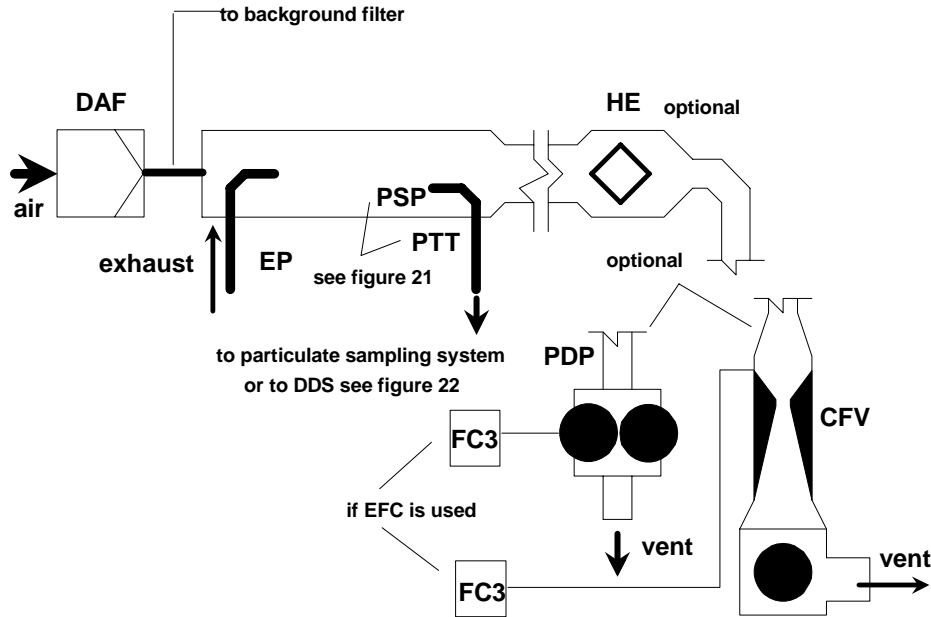 to background filter
DAF
HE
optional
air
PSP
PTT
exhaust
EP
see figure 21
optional
to particulate sampling system
or to DDS see figure 22
PDP
CFV
FC3
if EFC is used
vent
vent
FC3